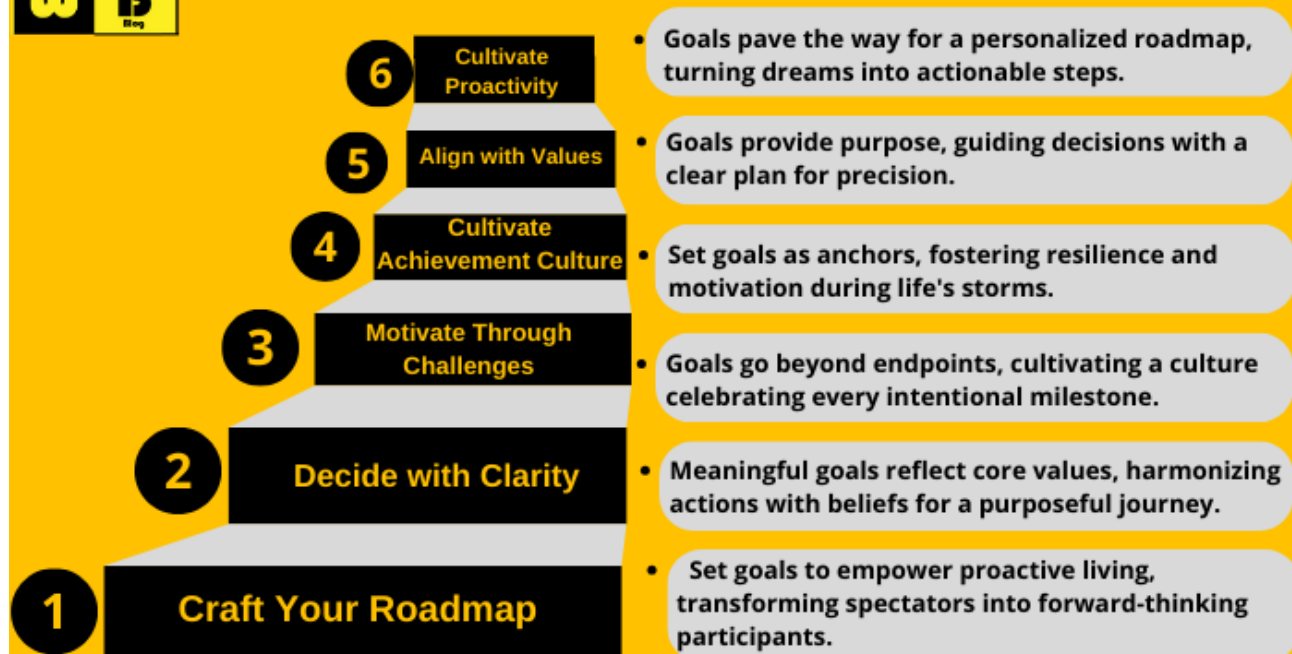 B
Blog
6
Cultivate
Proactivity
• Goals pave the way for a personalized roadmap,
turning dreams into actionable steps.
5
Align with Values
• Goals provide purpose, guiding decisions with a
clear plan for precision.
4
Cultivate
Achievement Culture
• Set goals as anchors, fostering resilience and
motivation during life's storms.
3
Motivate Through
Challenges
• Goals go beyond endpoints, cultivating a culture
celebrating every intentional milestone.
2
Decide with Clarity
• Meaningful goals reflect core values, harmonizing
actions with beliefs for a purposeful journey.
1
Craft Your Roadmap
• Set goals to empower proactive living,
transforming spectators into forward-thinking
participants.